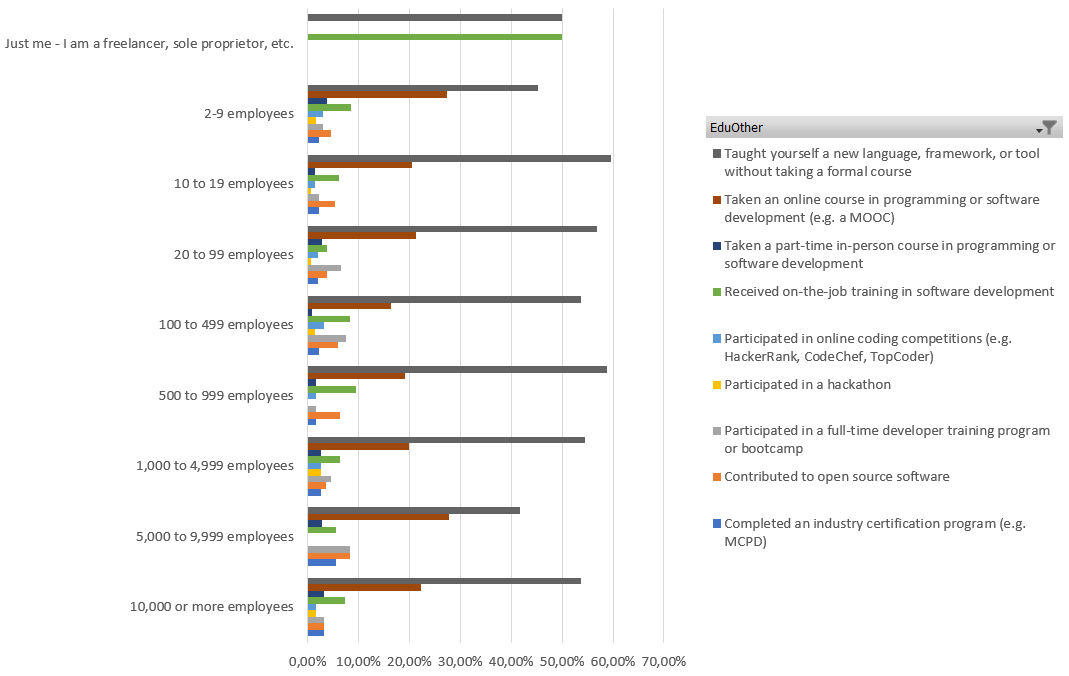 Just me - I am a freelancer, sole proprietor, etc.
2-9 employees
10 to 19 employees
20 to 99 employees
100 to 499 employees
500 to 999 employees
1,000 to 4,999 employees
5,000 to 9,999 employees
10,000 or more employees
0,00% 10,00% 20,00% 30,00% 40,00% 50,00% 60,00% 70,00%
EduOther
Taught yourself a new language, framework, or tool
without taking a formal course
Taken an online course in programming or software
development (e.g. a MOOC)
Taken a part-time in-person course in programming or
software development
Received on-the-job training in software development
Participated in online coding competitions (e.g.
HackerRank, CodeChef, TopCoder)
Participated in a hackathon
Participated in a full-time developer training program
or bootcamp
Contributed to open source software
Completed an industry certification program (e.g.
MCPD)